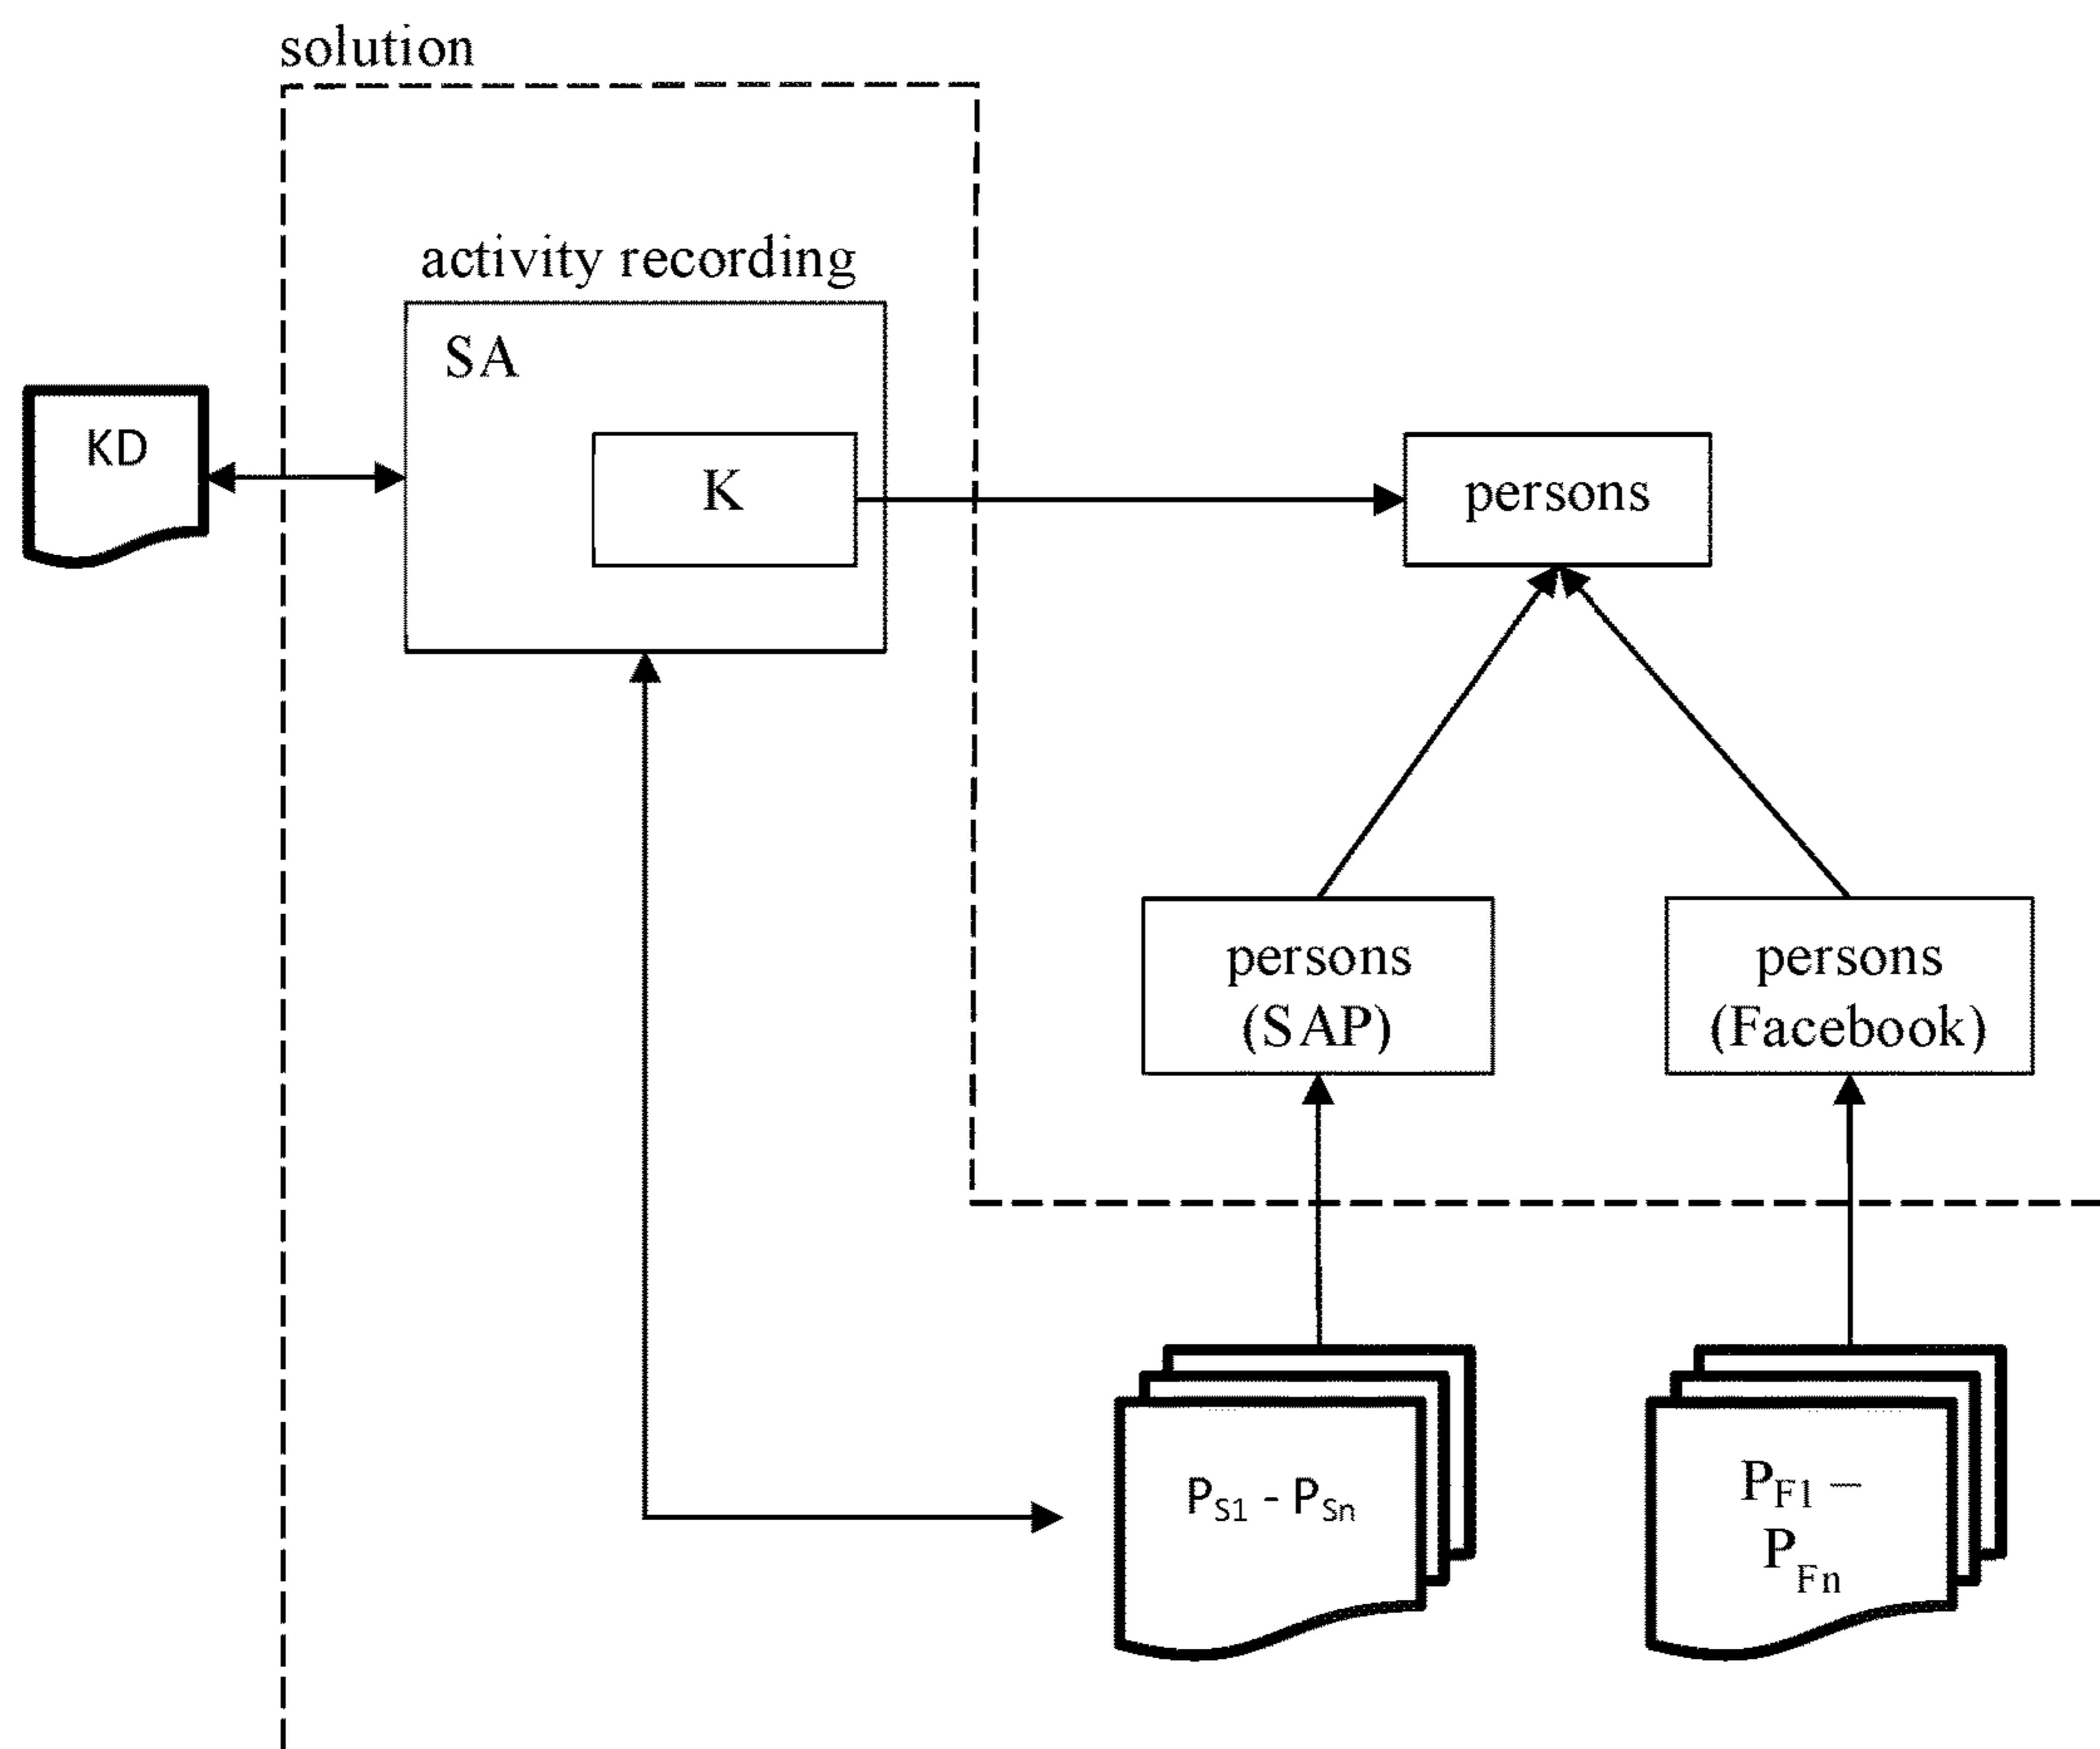 solution
activity recording
SA
KD
K
persons
persons
(SAP)
persons
(Facebook)
PS1 - PSn
PF1 –
PFn